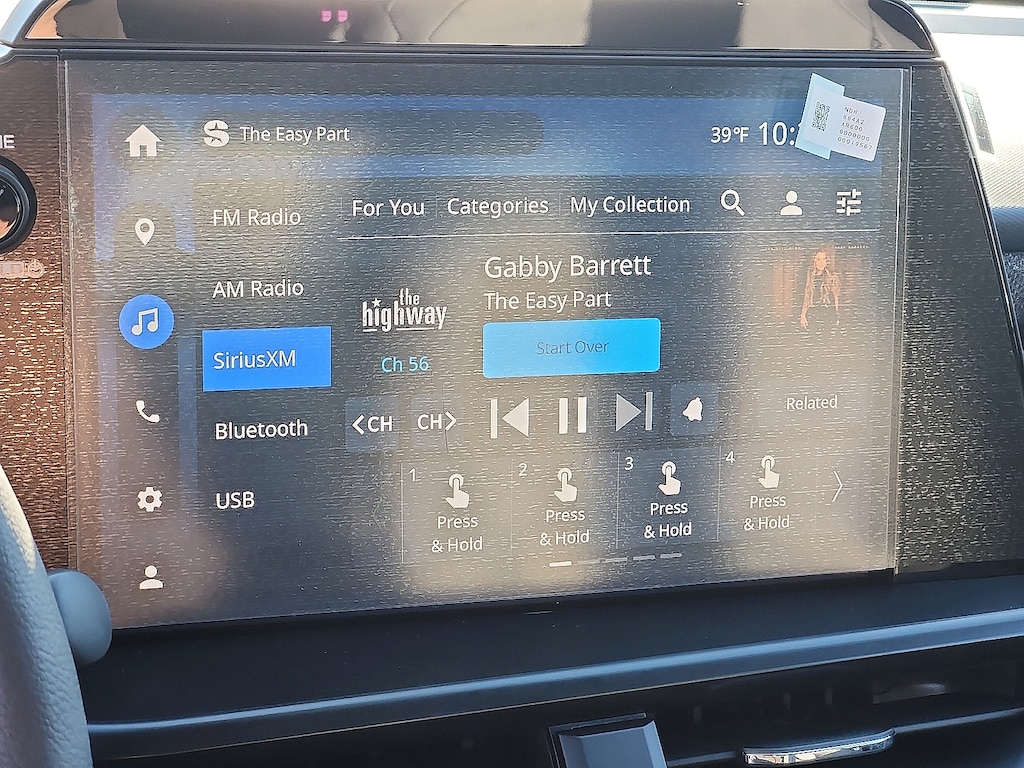 The Easy Part
39°F 10:
FM Radio
For You
Categories
My Collection
AM Radio
the
highway
Gabby Barrett
The Easy Part
SiriusXM
Ch 56
Start Over
Bluetooth
<CH
CH>
Related
USB
1
Press
& Hold
2
Press
& Hold
3
Press
& Hold
4
Press
& Hold